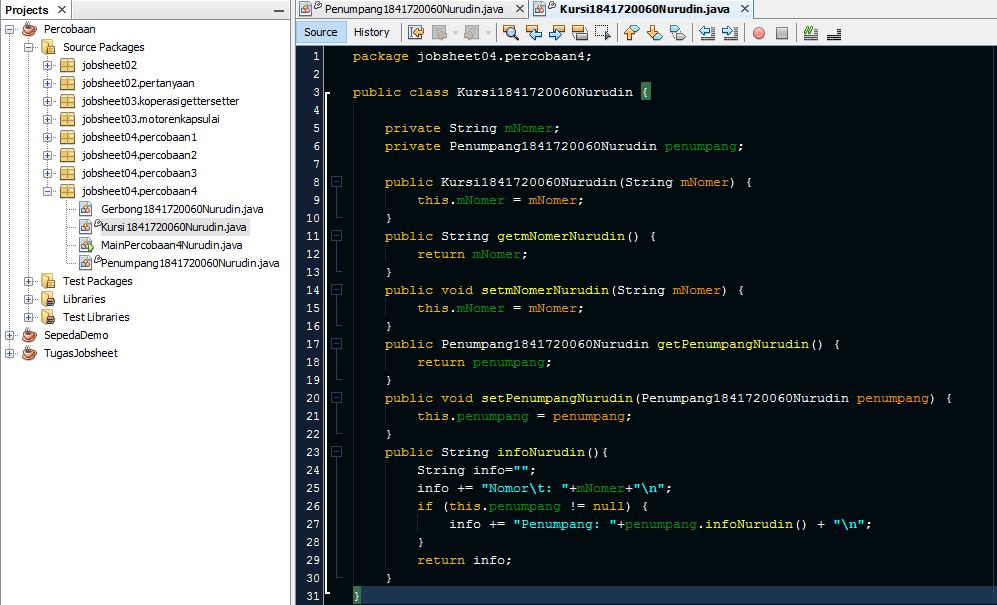 Projects
Percobaan
Source Packages
jobsheet02
jobsheet02.pertanyaan
jobsheet03.koperasigettersetter
jobsheet03.motorenkapsulai
jobsheet04.percobaan1
jobsheet04.percobaan2
jobsheet04.percobaan3
jobsheet04.percobaan4
Gerbong1841720060Nurudin.java
Kursi1841720060Nurudin.java
MainPercobaan4Nurudin.java
Penumpang1841720060Nurudin.java
Test Packages
Libraries
Test Libraries
SepedaDemo
TugasJobsheet
Penumpang1841720060Nurudin.java Kursi1841720060Nurudin.java
Source History
1 package jobsheet04.percobaan4;
2
3 public class Kursi1841720060Nurudin {
4
5 private String mNomer;
6 private Penumpang1841720060Nurudin penumpang;
7
8 public Kursi1841720060Nurudin(String mNomer) {
9 this.mNomer = mNomer;
10 }
11 public String getmNomerNurudin() {
12 return mNomer;
13 }
14 public void setmNomerNurudin(String mNomer) {
15 this.mNomer = mNomer;
16 }
17 public Penumpang1841720060Nurudin getPenumpangNurudin() {
18 return penumpang;
19 }
20 public void setPenumpangNurudin(Penumpang1841720060Nurudin penumpang) {
21 this.penumpang = penumpang;
22 }
23 public String infoNurudin(){
24 String info="";
25 info += "Nomor\t: "+mNomer+"\n";
26 if (this.penumpang != null) {
27 info += "Penumpang: "+penumpang.infoNurudin() + "\n";
28 }
29 return info;
30 }
31 }